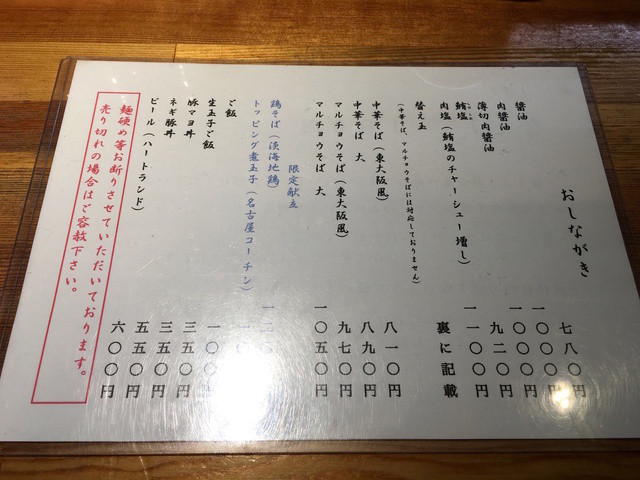 おしながき
醤油 七八〇円
肉醤油 一〇〇〇円
薄切肉醤油 一〇〇〇円
鮪塩 九二〇円
肉塩(鮪塩のチャーシュー増し) 一一〇〇円
替え玉 裏に記載
(中華そば、マルチョウそばには対応しておりません)
中華そば(東大阪風) 八一〇円
中華そば 大 八九〇円
マルチョウそば(東大阪風) 九七〇円
マルチョウそば 大 一〇五〇円
限定献立
鶏そば(淡海地鶏)
トッピング煮玉子(名古屋コーチン)
ご飯
生玉子ご飯 三五〇円
豚マヨ丼 三五〇円
ネギ豚丼 五五〇円
ビール(ハートランド) 六〇〇円
麺硬め等お断りさせていただいております。
売り切れの場合はご容赦下さい。